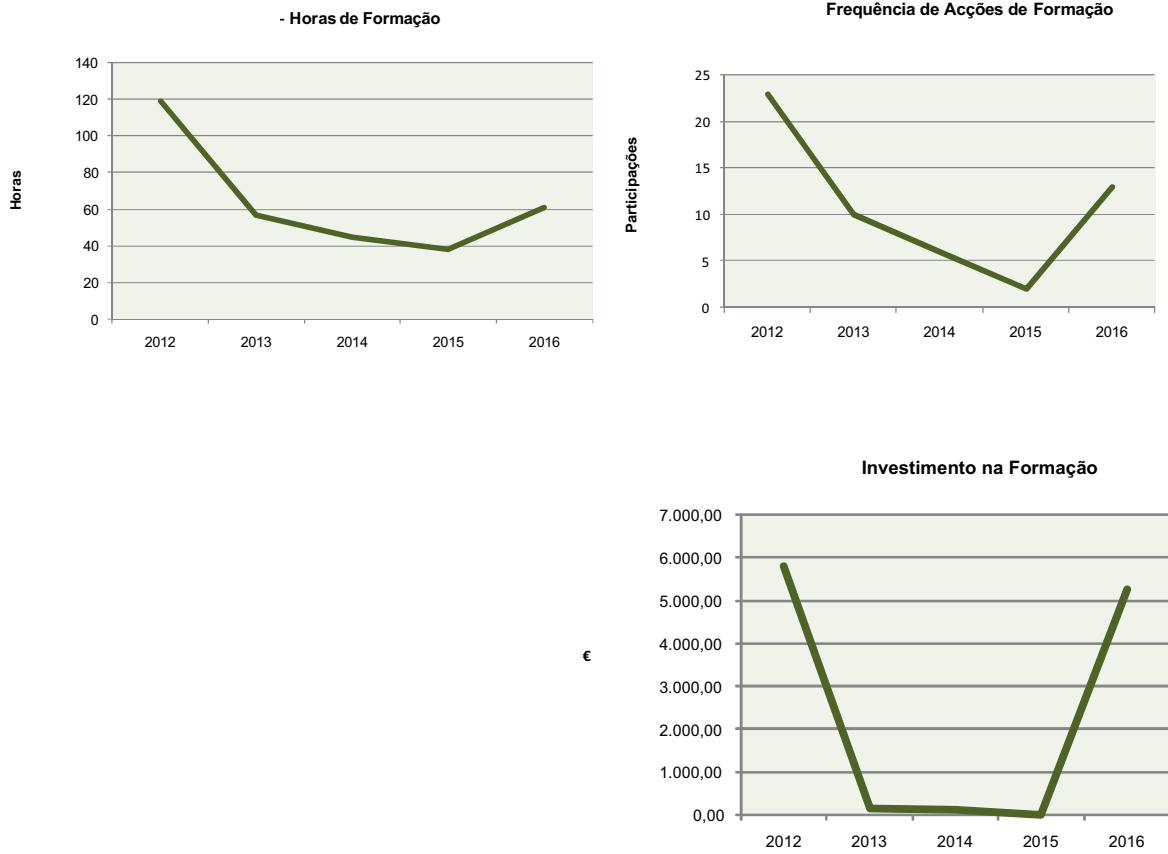 - Horas de Formação
140
120
100
80
60
40
20
0
Horas
2012 2013 2014 2015 2016
Frequência de Acções de Formação
25
20
15
10
5
0
Participações
2012 2013 2014 2015 2016
Investimento na Formação
7.000,00
6.000,00
5.000,00
4.000,00
3.000,00
2.000,00
1.000,00
0,00
€
2012 2013 2014 2015 2016